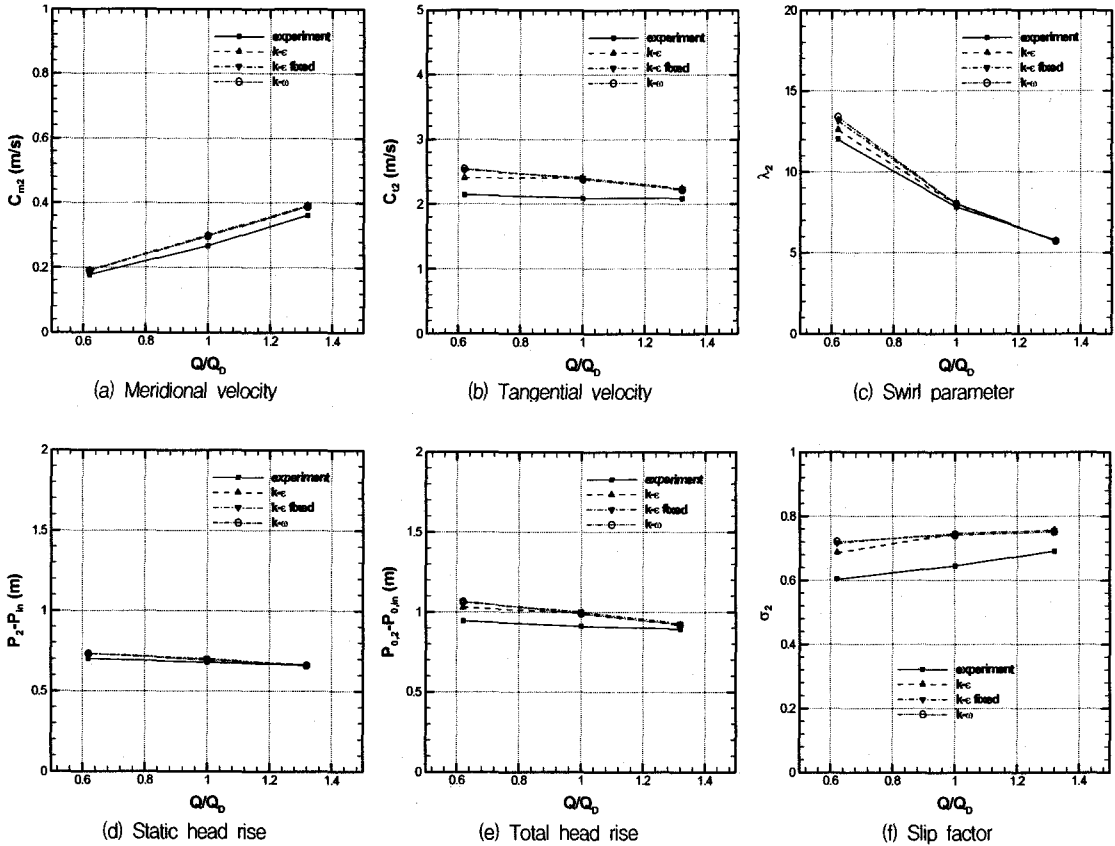 experiment
k-ε
k-ε fixed
k-ω
C_m2 (m/s)
1
0.8
0.6
0.4
0.2
0
0.6 0.8 1 1.2 1.4
Q/Q_D
(a) Meridional velocity
experiment
k-ε
k-ε fixed
k-ω
C_t2 (m/s)
5
4
3
2
1
0
0.6 0.8 1 1.2 1.4
Q/Q_D
(b) Tangential velocity
experiment
k-ε
k-ε fixed
k-ω
λ_2
20
15
10
5
0
0.6 0.8 1 1.2 1.4
Q/Q_D
(c) Swirl parameter
experiment
k-ε
k-ε fixed
k-ω
P_2-P_in (m)
2
1.5
1
0.5
0
0.6 0.8 1 1.2 1.4
Q/Q_D
(d) Static head rise
experiment
k-ε
k-ε fixed
k-ω
P_0,2-P_0,in (m)
2
1.5
1
0.5
0
0.6 0.8 1 1.2 1.4
Q/Q_D
(e) Total head rise
experiment
k-ε
k-ε fixed
k-ω
σ_2
1
0.8
0.6
0.4
0.2
0
0.6 0.8 1 1.2 1.4
Q/Q_D
(f) Slip factor